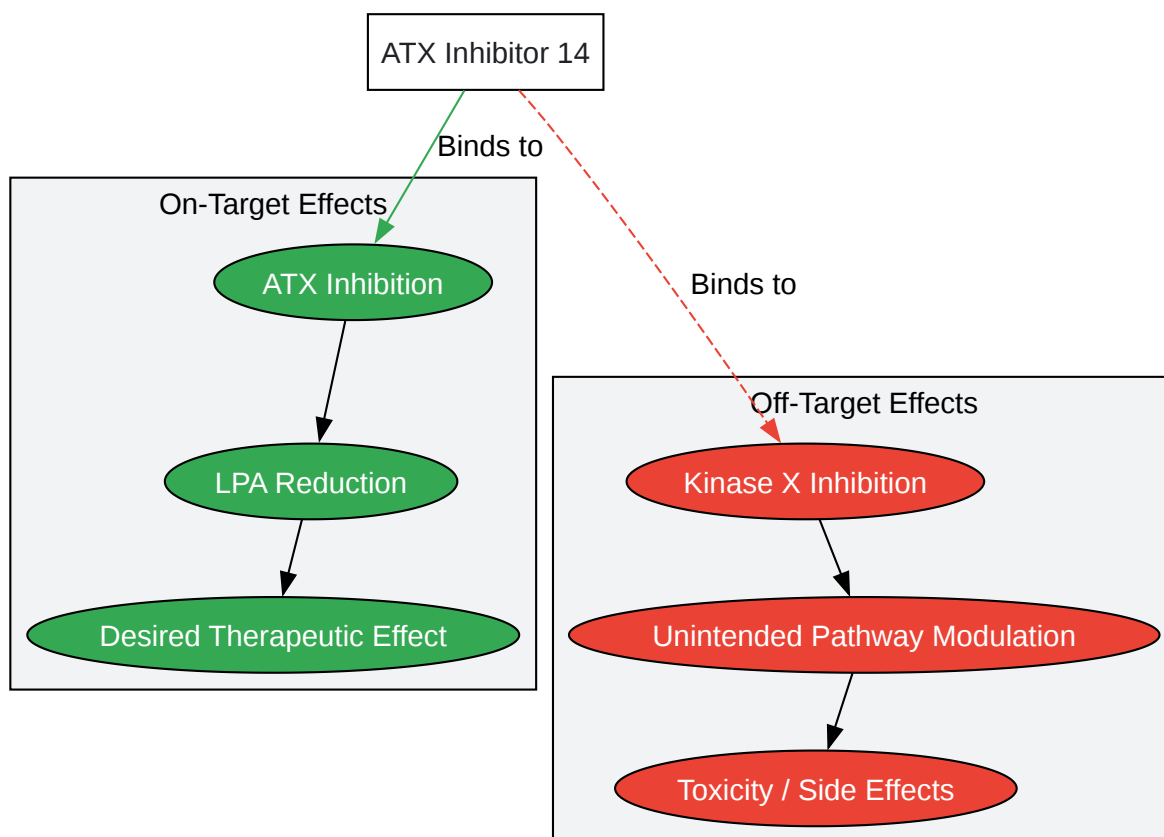 ATX Inhibitor 14
Binds to
On-Target Effects
ATX Inhibition
LPA Reduction
Desired Therapeutic Effect
Binds to
Off-Target Effects
Kinase X Inhibition
Unintended Pathway Modulation
Toxicity / Side Effects